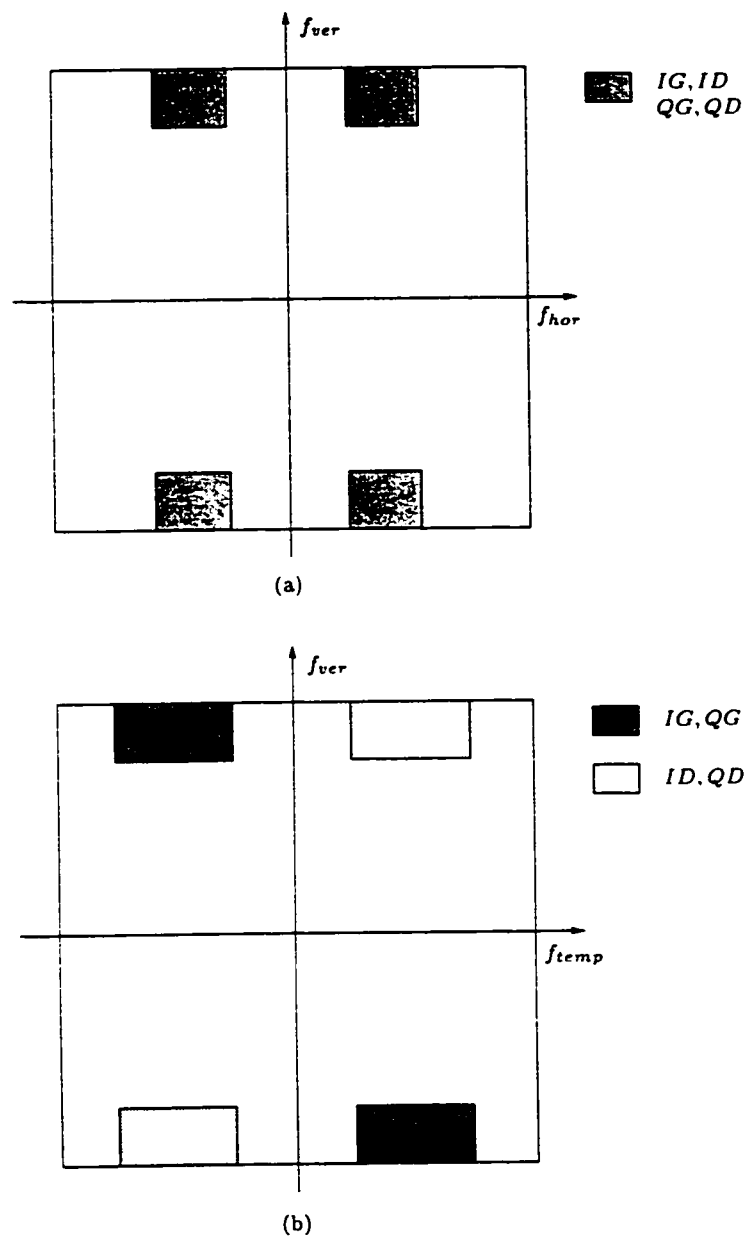 f_ver
IG, ID
QG, QD
f_hor
(a)
f_ver
IG, QG
ID, QD
f_temp
(b)